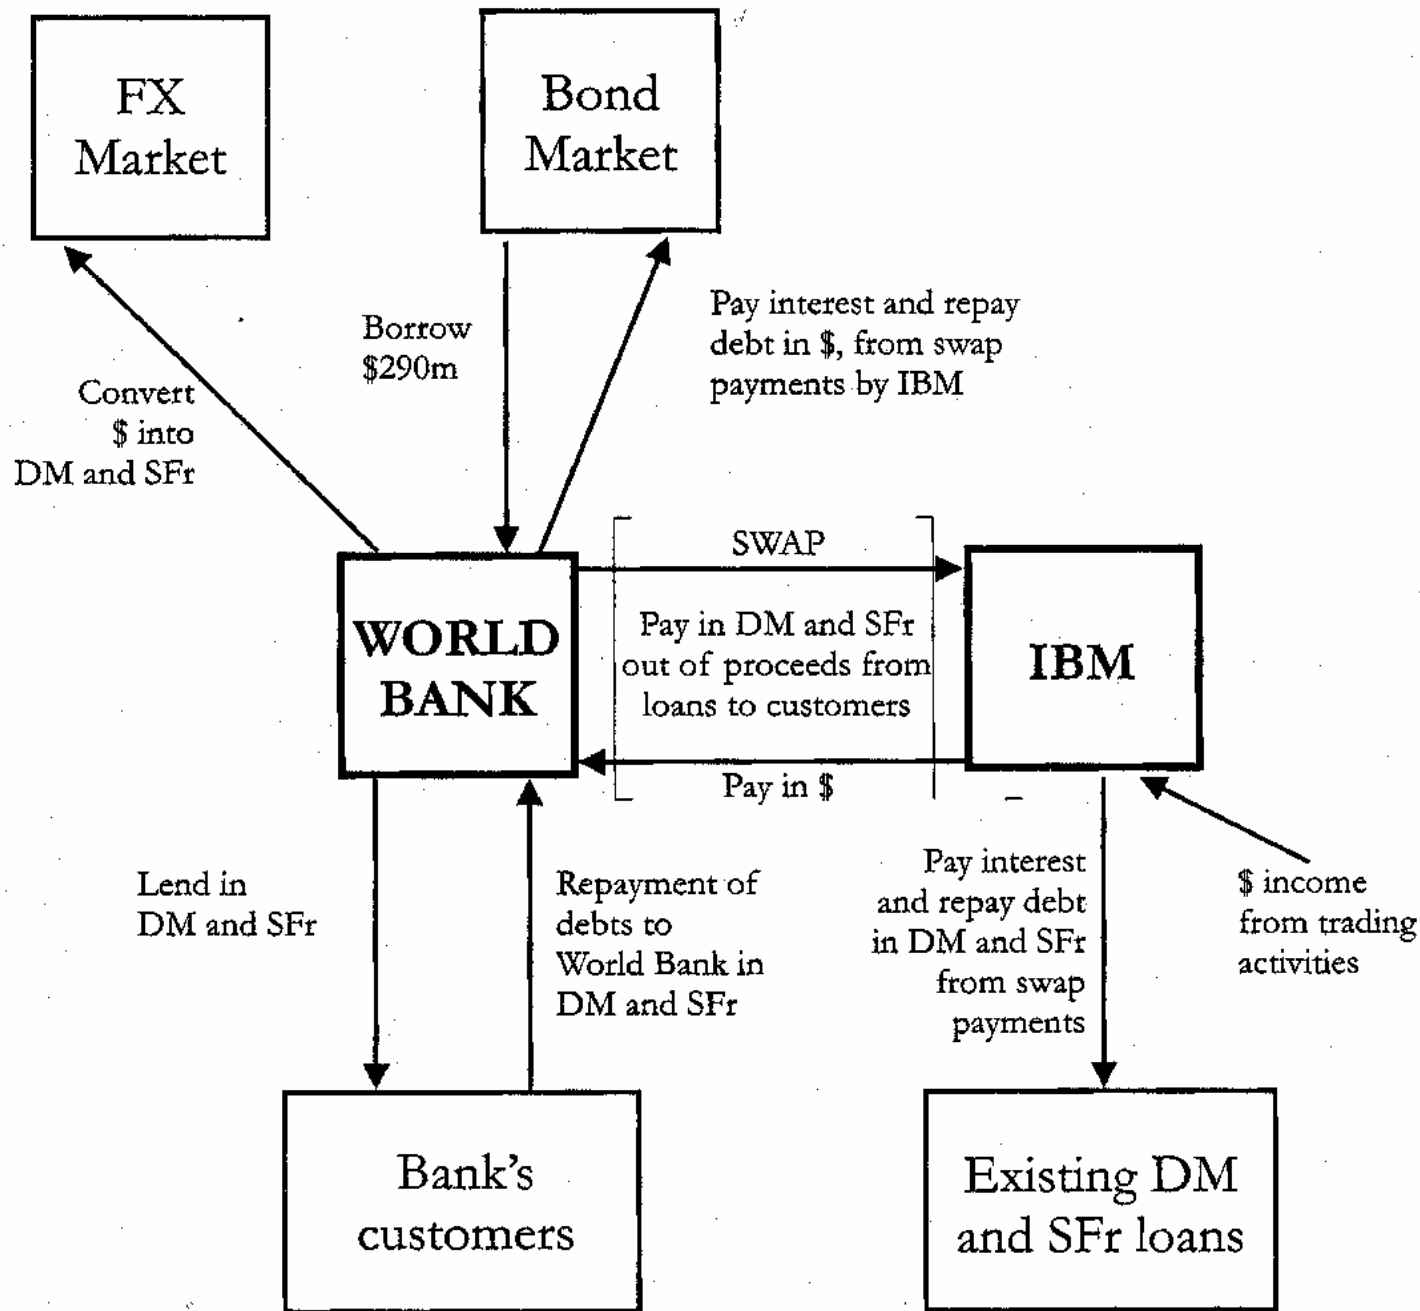 FX
Market
Bond
Market
Borrow
$290m
Pay interest and repay
debt in $, from swap
payments by IBM
Convert
$ into
DM and SFr
SWAP
WORLD
BANK
Pay in DM and SFr
out of proceeds from
loans to customers
IBM
Pay in $
Lend in
DM and SFr
Repayment of
debts to
World Bank in
DM and SFr
Pay interest
and repay debt
in DM and SFr
from swap
payments
$ income
from trading
activities
Bank's
customers
Existing DM
and SFr loans